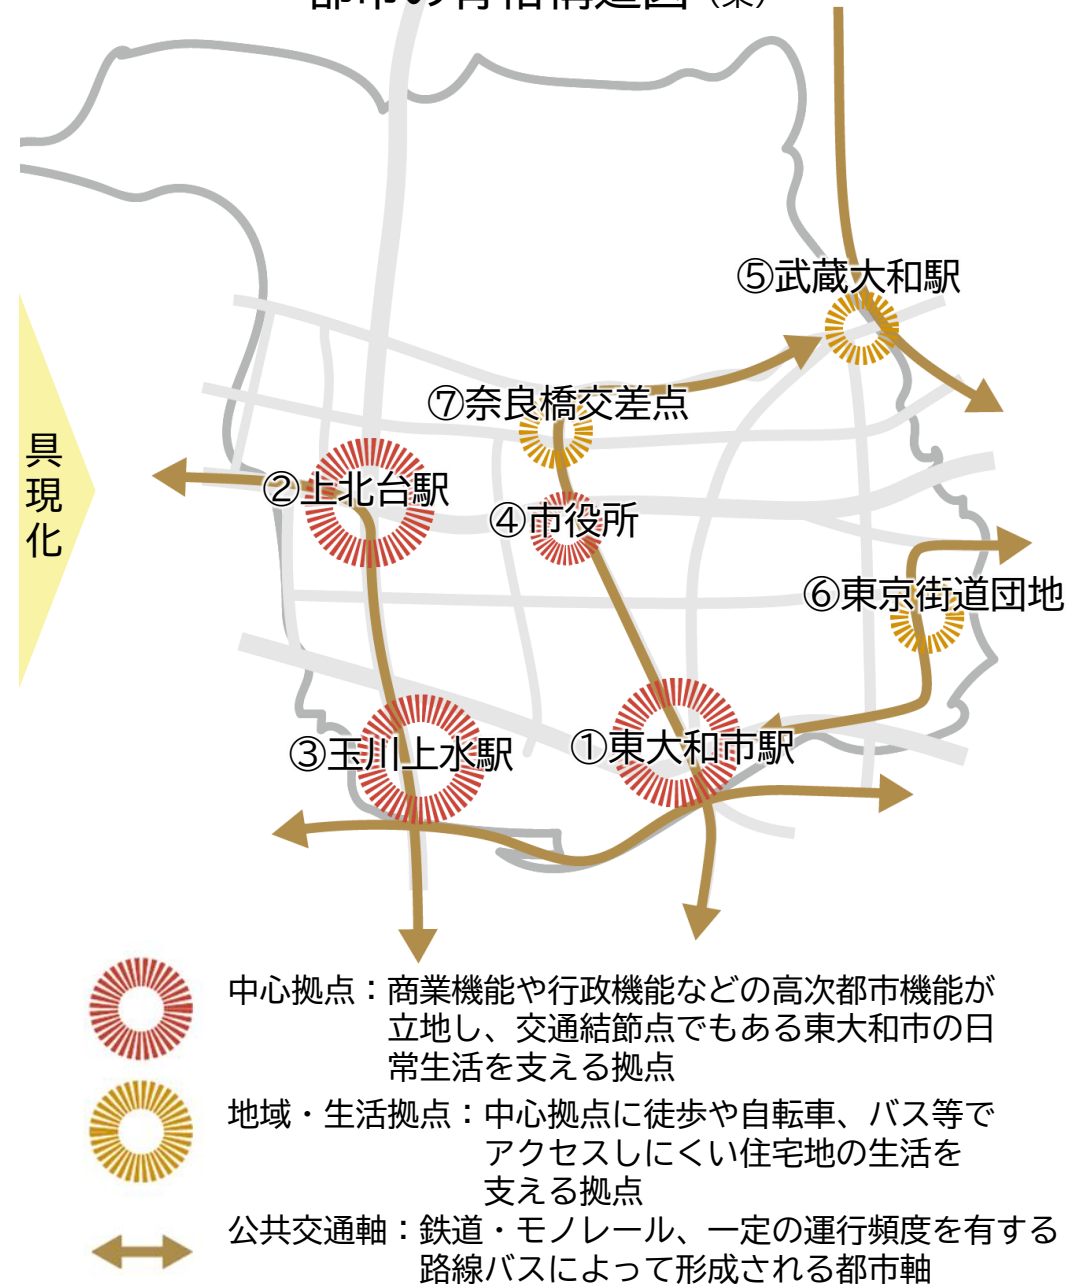 都市の骨格構造図（案）
⑤武蔵大和駅
⑦奈良橋交差点
具現化
②上北台駅
④市役所
⑥東京街道団地
③玉川上水駅
①東大和市駅
中心拠点：商業機能や行政機能などの高次都市機能が
立地し、交通結節点でもある東大和市の日
常生活を支える拠点
地域・生活拠点：中心拠点に徒歩や自転車、バス等で
アクセスしにくい住宅地の生活を
支える拠点
公共交通軸：鉄道・モノレール、一定の運行頻度を有する
路線バスによって形成される都市軸